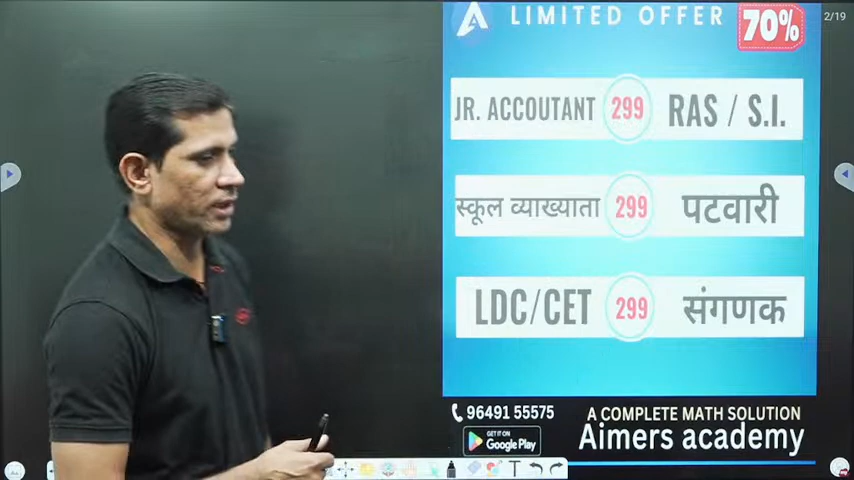 LIMITED OFFER
70%
2/19
JR. ACCOUTANT 299 RAS / S.I.
स्कूल व्याख्याता 299 पटवारी
LDC/CET 299 संगणक
96491 55575
A COMPLETE MATH SOLUTION
GET IT ON
Google Play
Aimers academy
T